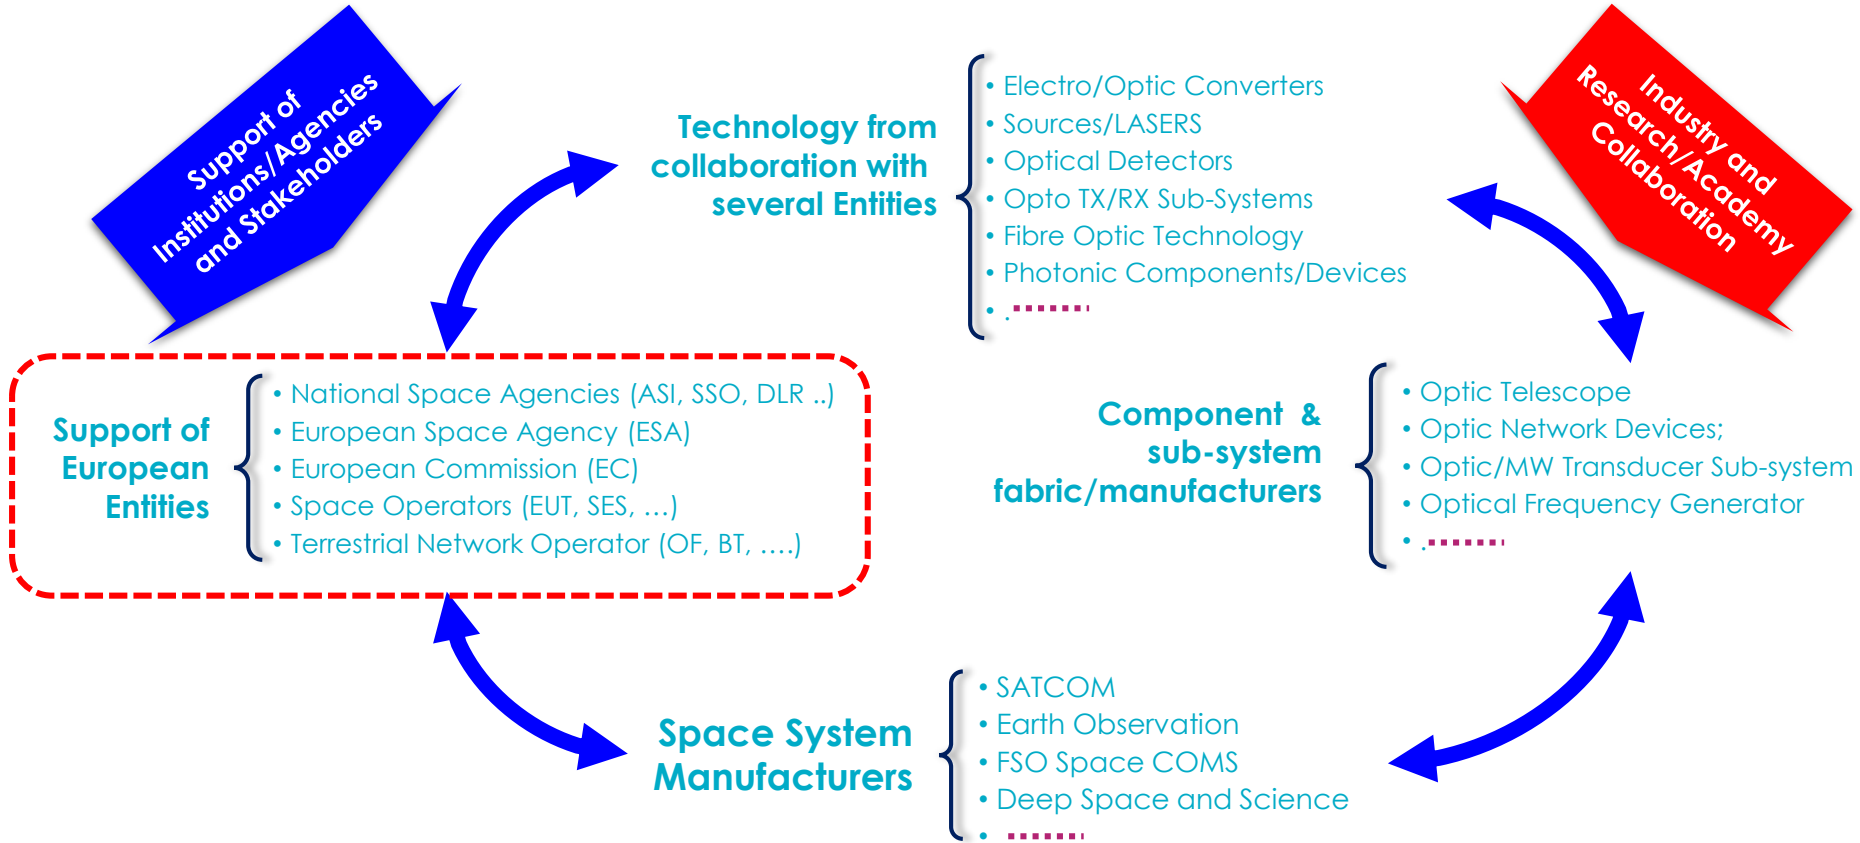 Support of
Institutions/Agencies
and Stakeholders
Industry and
Research/Academy
Collaboration
Technology from
collaboration with
several Entities
• Electro/Optic Converters
• Sources/LASERS
• Optical Detectors
• Opto TX/RX Sub-Systems
• Fibre Optic Technology
• Photonic Components/Devices
• .
Support of
European
Entities
• National Space Agencies (ASI, SSO, DLR ..)
• European Space Agency (ESA)
• European Commission (EC)
• Space Operators (EUT, SES, …)
• Terrestrial Network Operator (OF, BT, ….)
Component &
sub-system
fabric/manufacturers
• Optic Telescope
• Optic Network Devices;
• Optic/MW Transducer Sub-system
• Optical Frequency Generator
• .
Space System
Manufacturers
• SATCOM
• Earth Observation
• FSO Space COMS
• Deep Space and Science
•